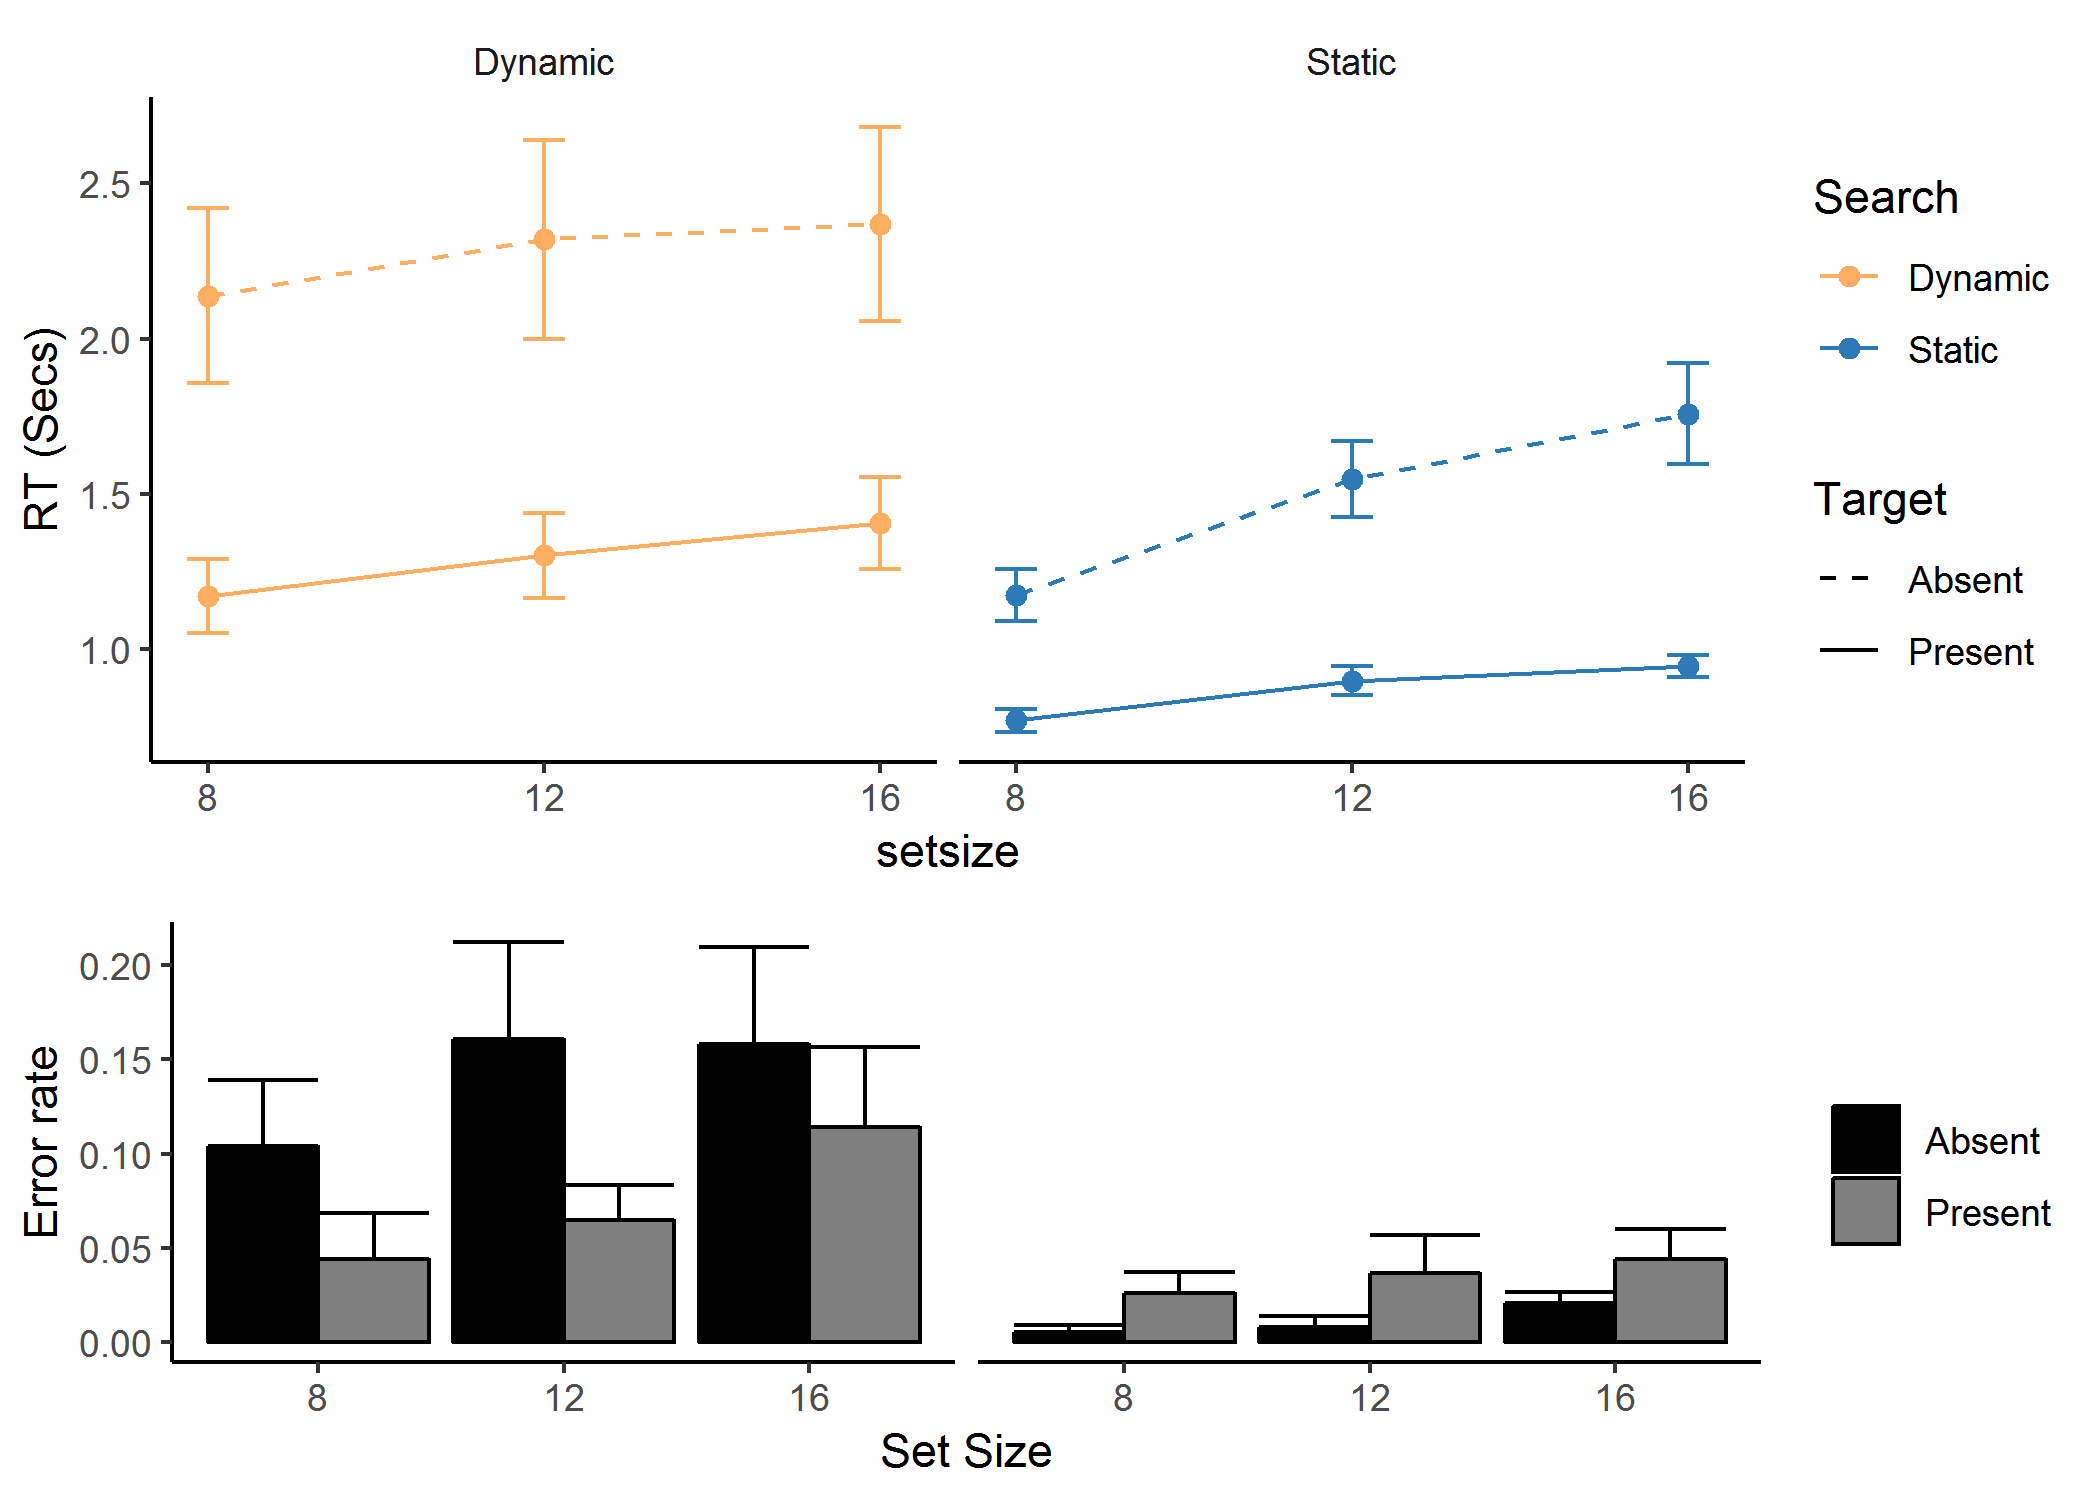 Dynamic Static
2.5
2.0
1.5
1.0
RT (Secs)
8 12 16 8 12 16
setsize
Search
Dynamic
Static
Target
Absent
Present
0.20
0.15
0.10
0.05
0.00
Error rate
8 12 16 8 12 16
Set Size
Absent
Present